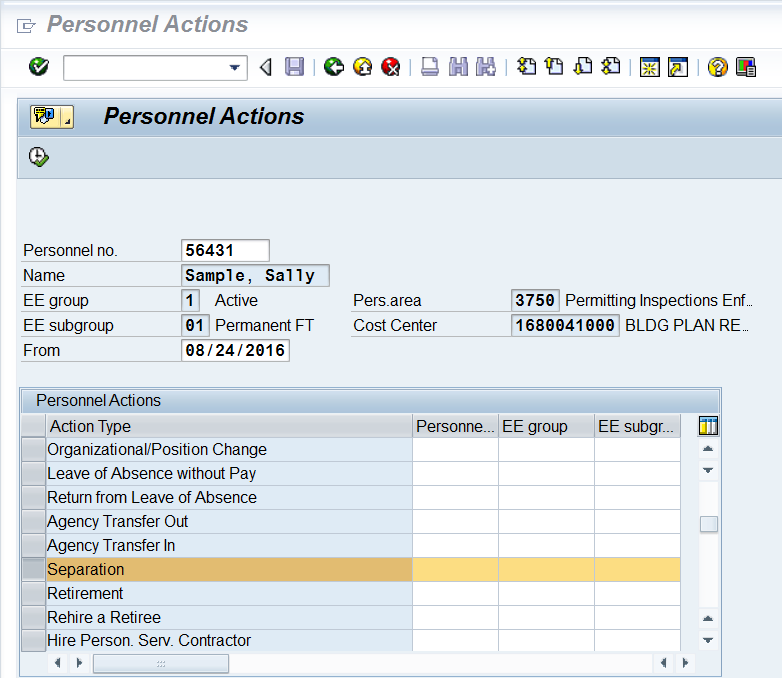 Personnel Actions
Personnel Actions
Personnel no. 56431
Name Sample, Sally
EE group 1 Active Pers.area 3750 Permitting Inspections Enf...
EE subgroup 01 Permanent FT Cost Center 1680041000 BLDG PLAN RE...
From 08/24/2016
Personnel Actions
Action Type Personne... EE group EE subgr...
Organizational/Position Change
Leave of Absence without Pay
Return from Leave of Absence
Agency Transfer Out
Agency Transfer In
Separation
Retirement
Rehire a Retiree
Hire Person. Serv. Contractor